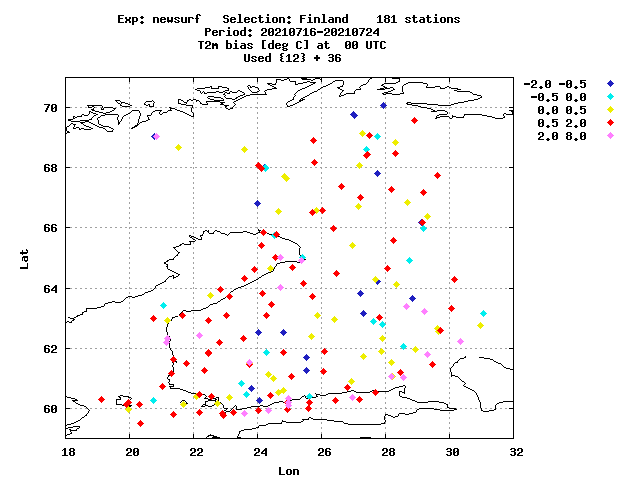 Exp: newsurf Selection: Finland 181 stations
Period: 20210716-20210724
T2m bias [deg C] at 00 UTC
Used {12} + 36
-2.0 -0.5
-0.5 0.0
0.0 0.5
0.5 2.0
2.0 8.0
70
68
66
64
62
60
Lat
18 20 22 24 26 28 30 32
Lon